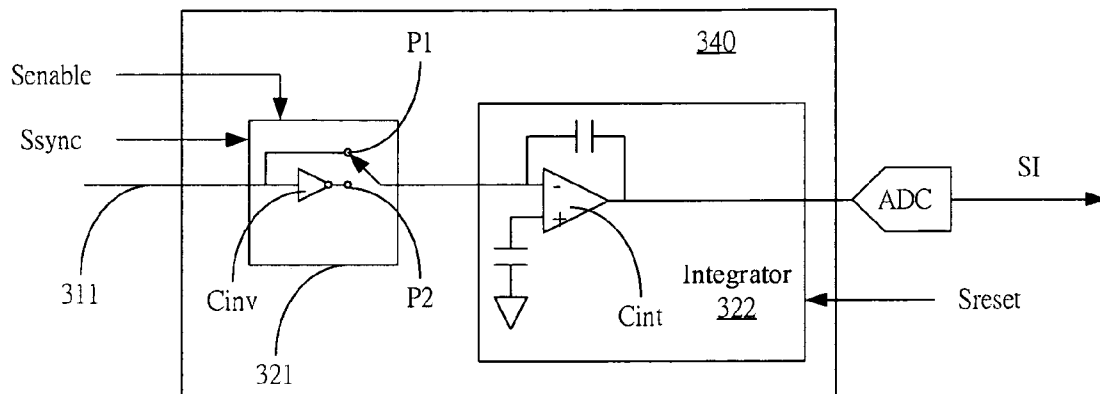 340
P1
Senable
Ssync
SI
ADC
-
+
311
Cinv
P2
Integrator
322
Cint
Sreset
321